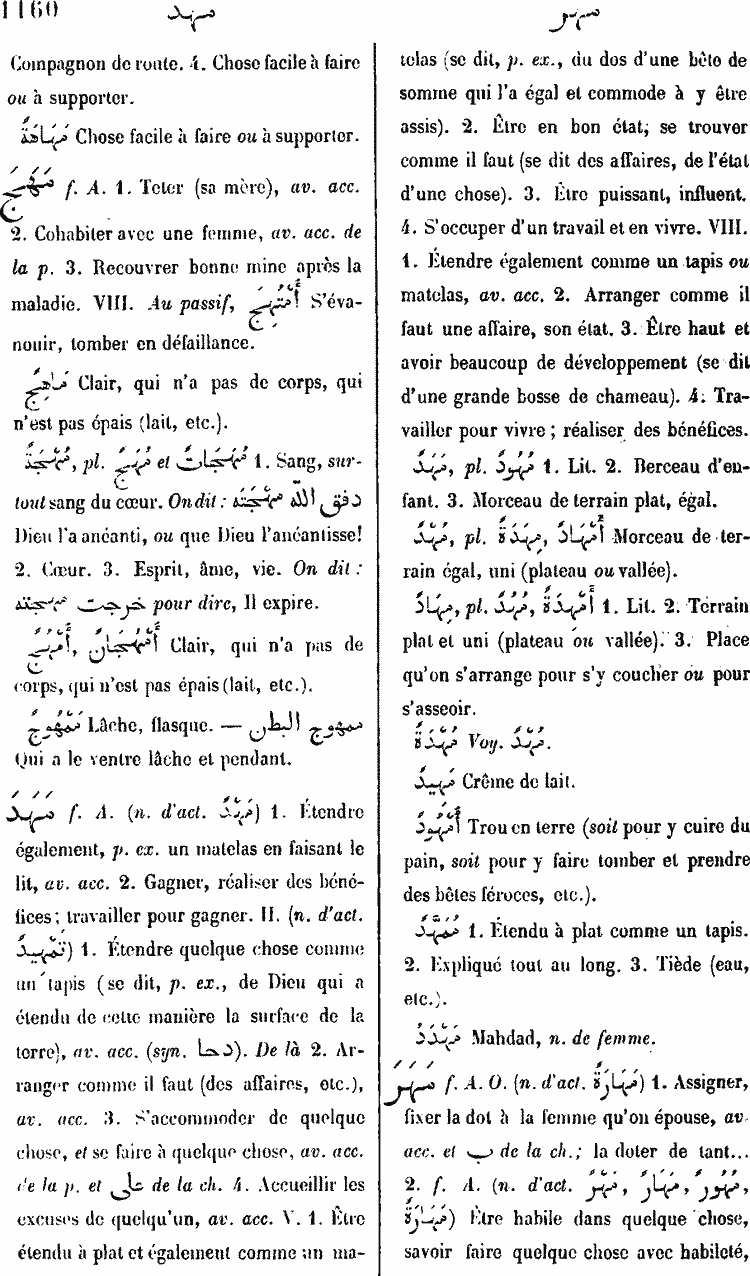 1160
مهد
مهر
Compagnon de route. 4. Chose facile à faire
ou à supporter.
مَهَاهَةٌ Chose facile à faire ou à supporter.
مَهَجَ f. A. 1. Teter (sa mère), av. acc.
2. Cohabiter avec une femme, av. acc. de
la p. 3. Recouvrer bonne mine après la
maladie. VIII. Au passif, أُمْتُهِجَ S'éva-
nouir, tomber en défaillance.
مَاهِجٌ Clair, qui n'a pas de corps, qui
n'est pas épais (lait, etc.).
مُهْجَةٌ, pl. مُهَجٌ et مُهْجَاتٌ 1. Sang, sur-
tout sang du cœur. On dit : دفق اللّٰه مُهْجَتَه
Dieu l'a anéanti, ou que Dieu l'anéantisse!
2. Cœur. 3. Esprit, âme, vie. On dit :
خرجت مهجته pour dire, Il expire.
أُمْهُجٌ, أُمْهُجَانٌ Clair, qui n'a pas de
corps, qui n'est pas épais (lait, etc.).
مَمْهُوجٌ Lâche, flasque. — ممهوج البطن
Qui a le ventre lâche et pendant.
مَهَدَ f. A. (n. d'act. مَهْدٌ) 1. Étendre
également, p. ex. un matelas en faisant le
lit, av. acc. 2. Gagner, réaliser des béné-
fices; travailler pour gagner. II. (n. d'act.
تَمْهِيدٌ) 1. Étendre quelque chose comme
un tapis (se dit, p. ex., de Dieu qui a
étendu de cette manière la surface de la
terre), av. acc. (syn. دحا). De là 2. Ar-
ranger comme il faut (des affaires, etc.),
av. acc. 3. S'accommoder de quelque
chose, et se faire à quelque chose, av. acc.
de la p. et على de la ch. 4. Accueillir les
excuses de quelqu'un, av. acc. V. 1. Être
étendu à plat et également comme un ma-
telas (se dit, p. ex., du dos d'une bête de
somme qui l'a égal et commode à y être
assis). 2. Être en bon état, se trouver
comme il faut (se dit des affaires, de l'état
d'une chose). 3. Être puissant, influent.
4. S'occuper d'un travail et en vivre. VIII.
1. Étendre également comme un tapis ou
matelas, av. acc. 2. Arranger comme il
faut une affaire, son état. 3. Être haut et
avoir beaucoup de développement (se dit
d'une grande bosse de chameau). 4. Tra-
vailler pour vivre; réaliser des bénéfices.
مَهْدٌ, pl. مُهُودٌ 1. Lit. 2. Berceau d'en-
fant. 3. Morceau de terrain plat, égal.
مُهْدٌ, pl. مِهَدَةٌ, أَمْهَادٌ Morceau de ter-
rain égal, uni (plateau ou vallée).
مِهَادٌ, pl. مُهُدٌ, أَمْهِدَةٌ 1. Lit. 2. Terrain
plat et uni (plateau ou vallée). 3. Place
qu'on s'arrange pour s'y coucher ou pour
s'asseoir.
مُهْدَةٌ Voy. مُهْدٌ.
مَهِيدٌ Crême de lait.
أُمْهُودٌ Trou en terre (soit pour y cuire du
pain, soit pour y faire tomber et prendre
des bêtes féroces, etc.).
مُمَهَّدٌ 1. Étendu à plat comme un tapis.
2. Expliqué tout au long. 3. Tiède (eau,
etc.).
مَهْدَدٌ Mahdad, n. de femme.
مَهَرَ f. A. O. (n. d'act. مَهَارَةٌ) 1. Assigner,
fixer la dot à la femme qu'on épouse, av.
acc. et ب de la ch.; la doter de tant...
2. f. A. (n. d'act. مَهْرٌ, مَهَارٌ, مُهُورٌ,
مَهَارَةٌ) Être habile dans quelque chose,
savoir faire quelque chose avec habileté,